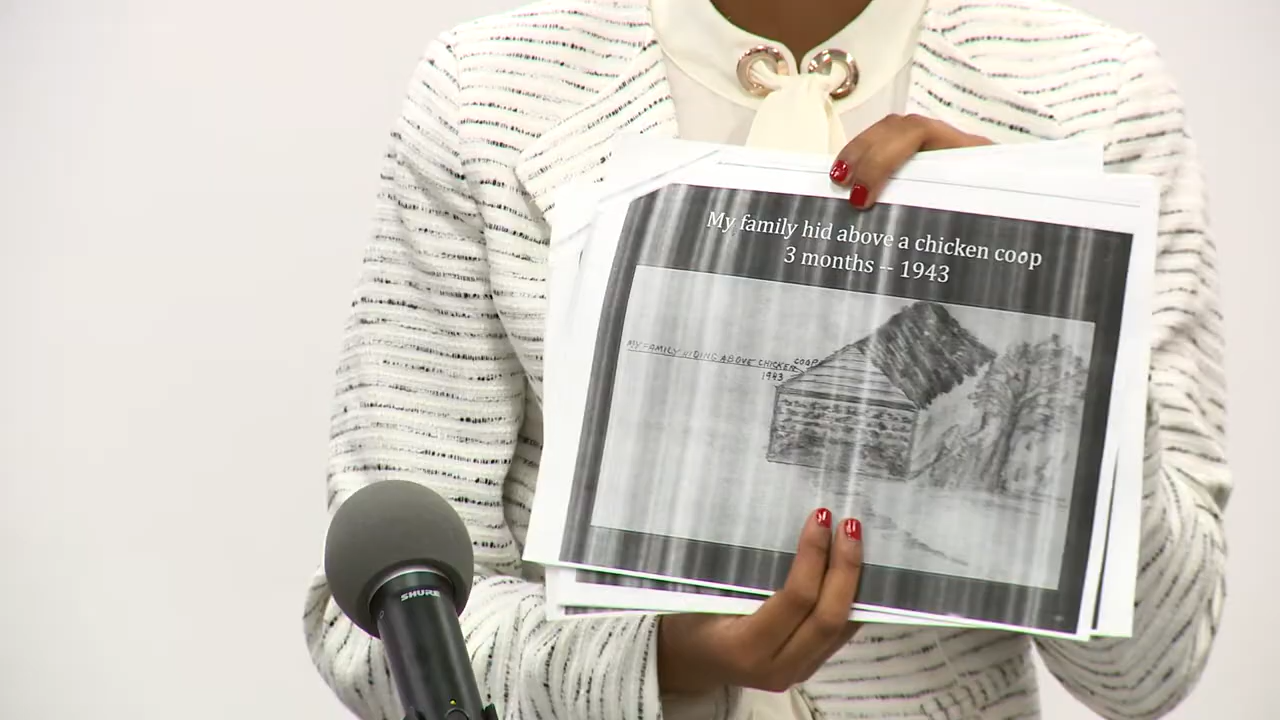 My family hid above a chicken coop
3 months -- 1943
MY FAMILY HIDING ABOVE CHICKEN COOP
1943
SHURE